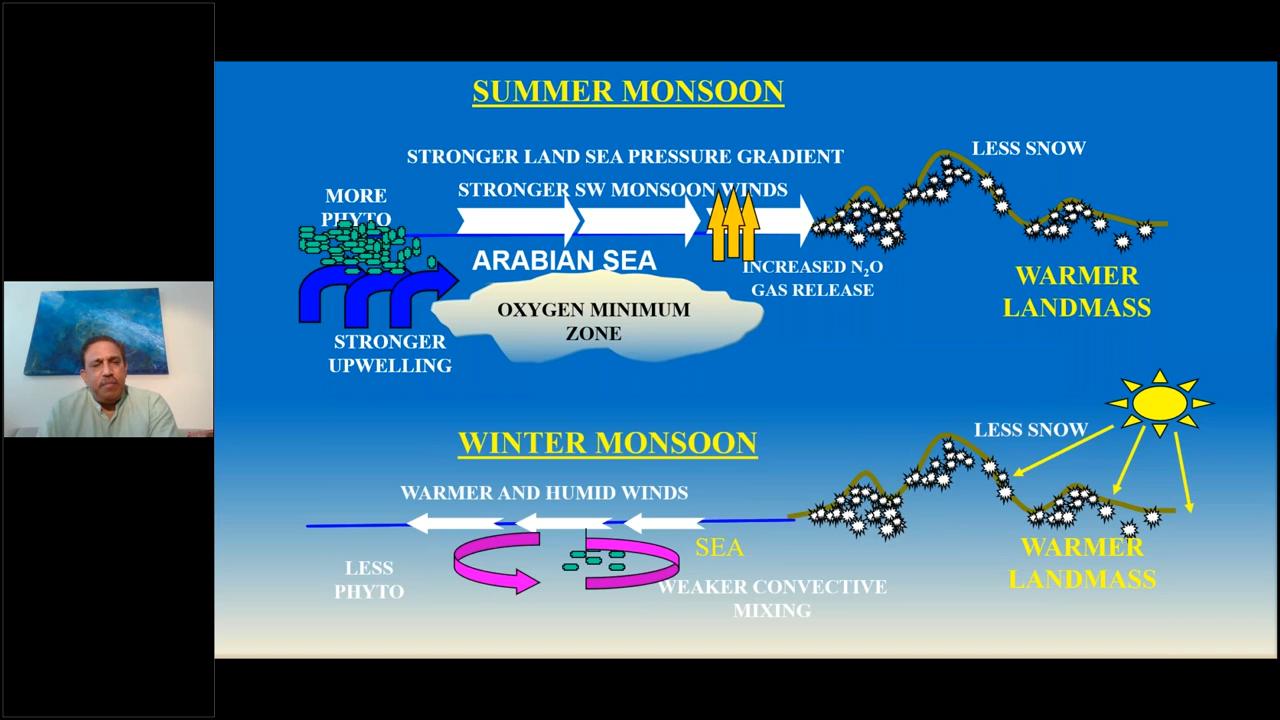 SUMMER MONSOON
STRONGER LAND SEA PRESSURE GRADIENT
LESS SNOW
STRONGER SW MONSOON WINDS
MORE
PHYTO
ARABIAN SEA
INCREASED N₂O
GAS RELEASE
WARMER
LANDMASS
OXYGEN MINIMUM
ZONE
STRONGER
UPWELLING
WINTER MONSOON
LESS SNOW
WARMER AND HUMID WINDS
SEA
WARMER
LANDMASS
LESS
PHYTO
WEAKER CONVECTIVE
MIXING